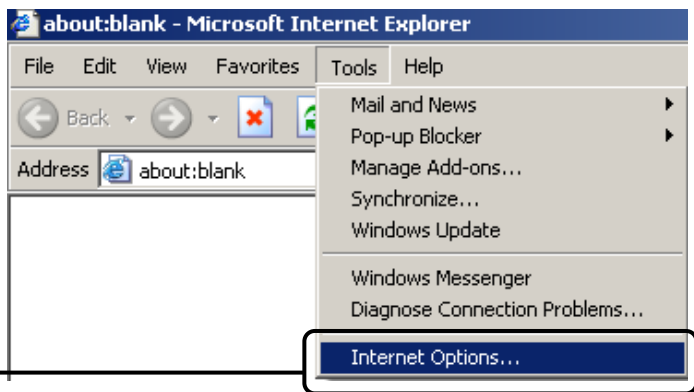 about:blank - Microsoft Internet Explorer
File Edit View Favorites Tools Help
Back
Address about:blank
Mail and News
Pop-up Blocker
Manage Add-ons...
Synchronize...
Windows Update
Windows Messenger
Diagnose Connection Problems...
Internet Options...